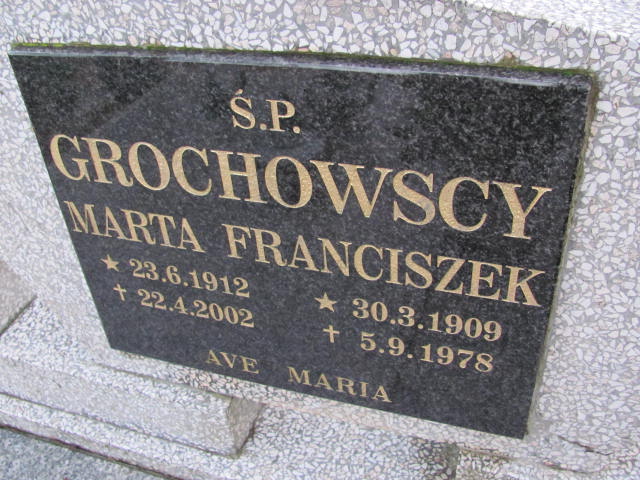 Ś.P.
GROCHOWSCY
MARTA FRANCISZEK
★ 23.6.1912 ★ 30.3.1909
✝ 22.4.2002 ✝ 5.9.1978
AVE MARIA